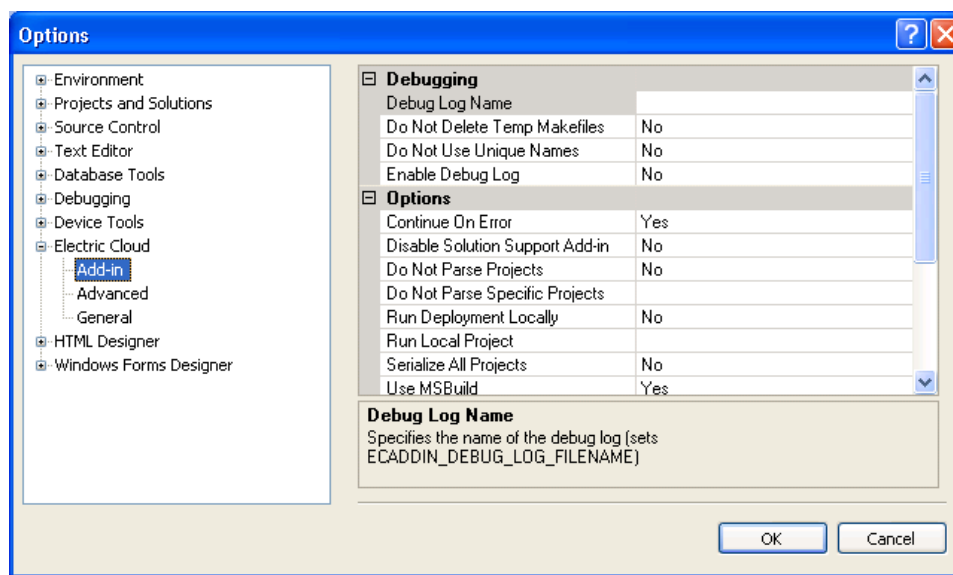 Options
Environment
Projects and Solutions
Source Control
Text Editor
Database Tools
Debugging
Device Tools
Electric Cloud
Add-in
Advanced
General
HTML Designer
Windows Forms Designer
Debugging
Debug Log Name
Do Not Delete Temp Makefiles No
Do Not Use Unique Names No
Enable Debug Log No
Options
Continue On Error Yes
Disable Solution Support Add-in No
Do Not Parse Projects No
Do Not Parse Specific Projects
Run Deployment Locally No
Run Local Project
Serialize All Projects No
Use MSBuild Yes
Debug Log Name
Specifies the name of the debug log (sets
ECADDIN_DEBUG_LOG_FILENAME)
OK Cancel